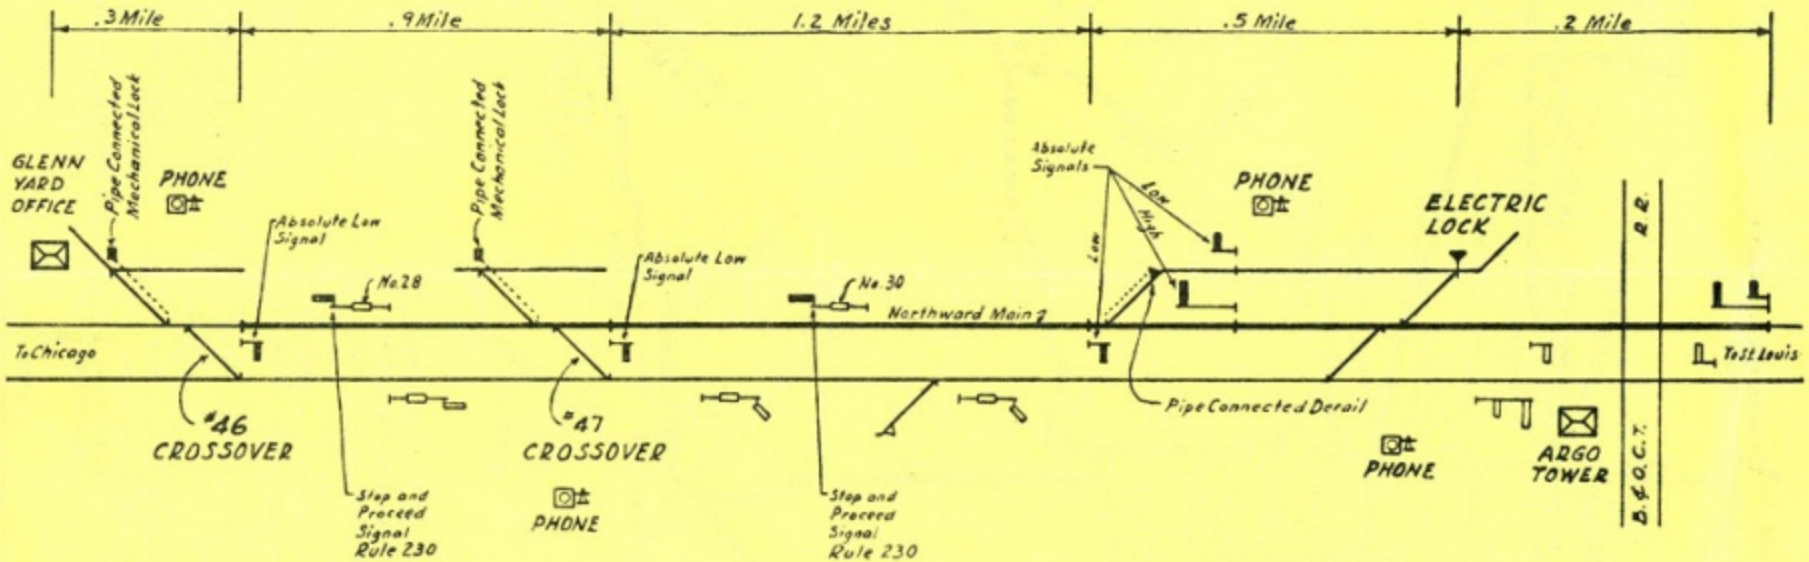 .3 Mile
.9 Mile
1.2 Miles
.5 Mile
.2 Mile
GLENN
YARD
OFFICE
Pipe Connected
Mechanical Lock
PHONE
Absolute Low
Signal
No. 28
Pipe Connected
Mechanical Lock
Absolute Low
Signal
No. 30
Northward Main
Absolute
Signals
Low
High
Low
PHONE
ELECTRIC
LOCK
R. R.
To Chicago
To St. Louis
#46
CROSSOVER
Stop and
Proceed
Signal
Rule 230
#47
CROSSOVER
PHONE
Stop and
Proceed
Signal
Rule 230
Pipe Connected Derail
PHONE
ARGO
TOWER
B. & O. C. T.